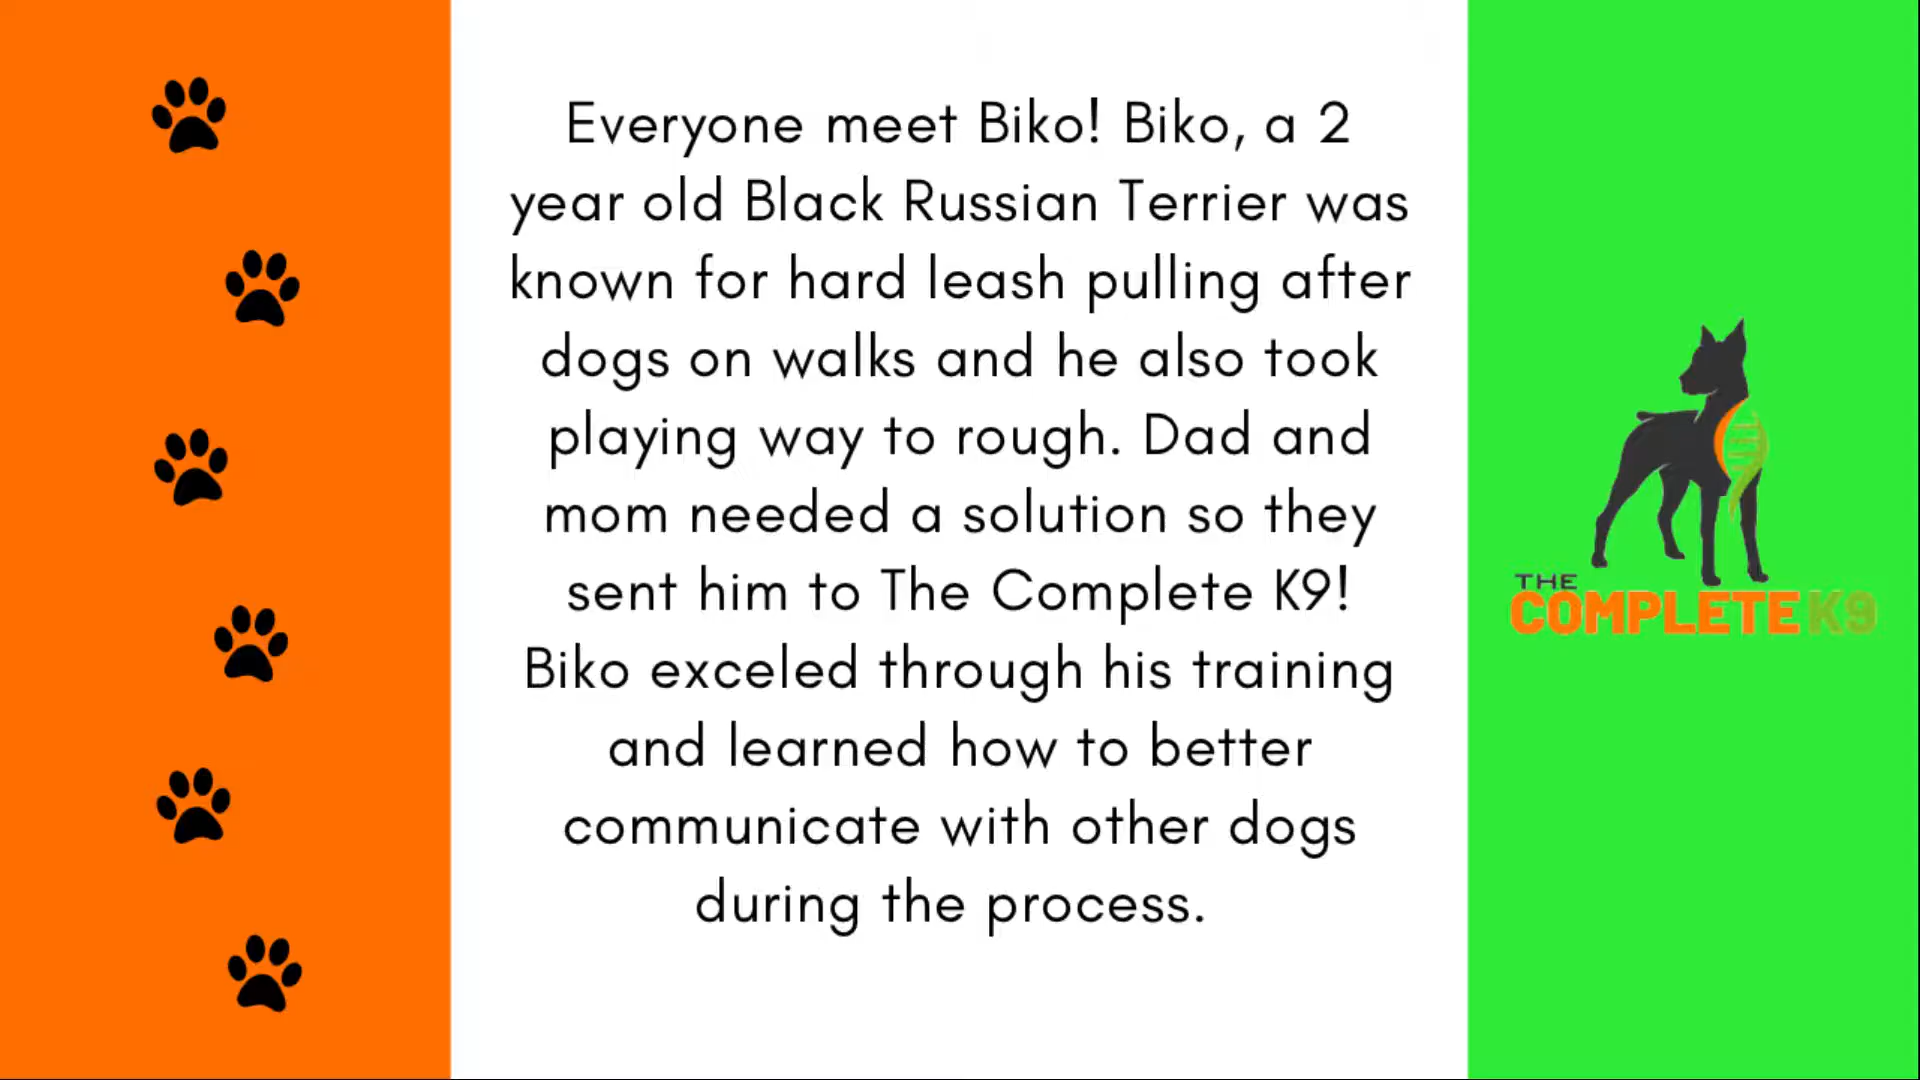 Everyone meet Biko! Biko, a 2
year old Black Russian Terrier was
known for hard leash pulling after
dogs on walks and he also took
playing way to rough. Dad and
mom needed a solution so they
sent him to The Complete K9!
Biko exceled through his training
and learned how to better
communicate with other dogs
during the process.
THE
COMPLETE K9